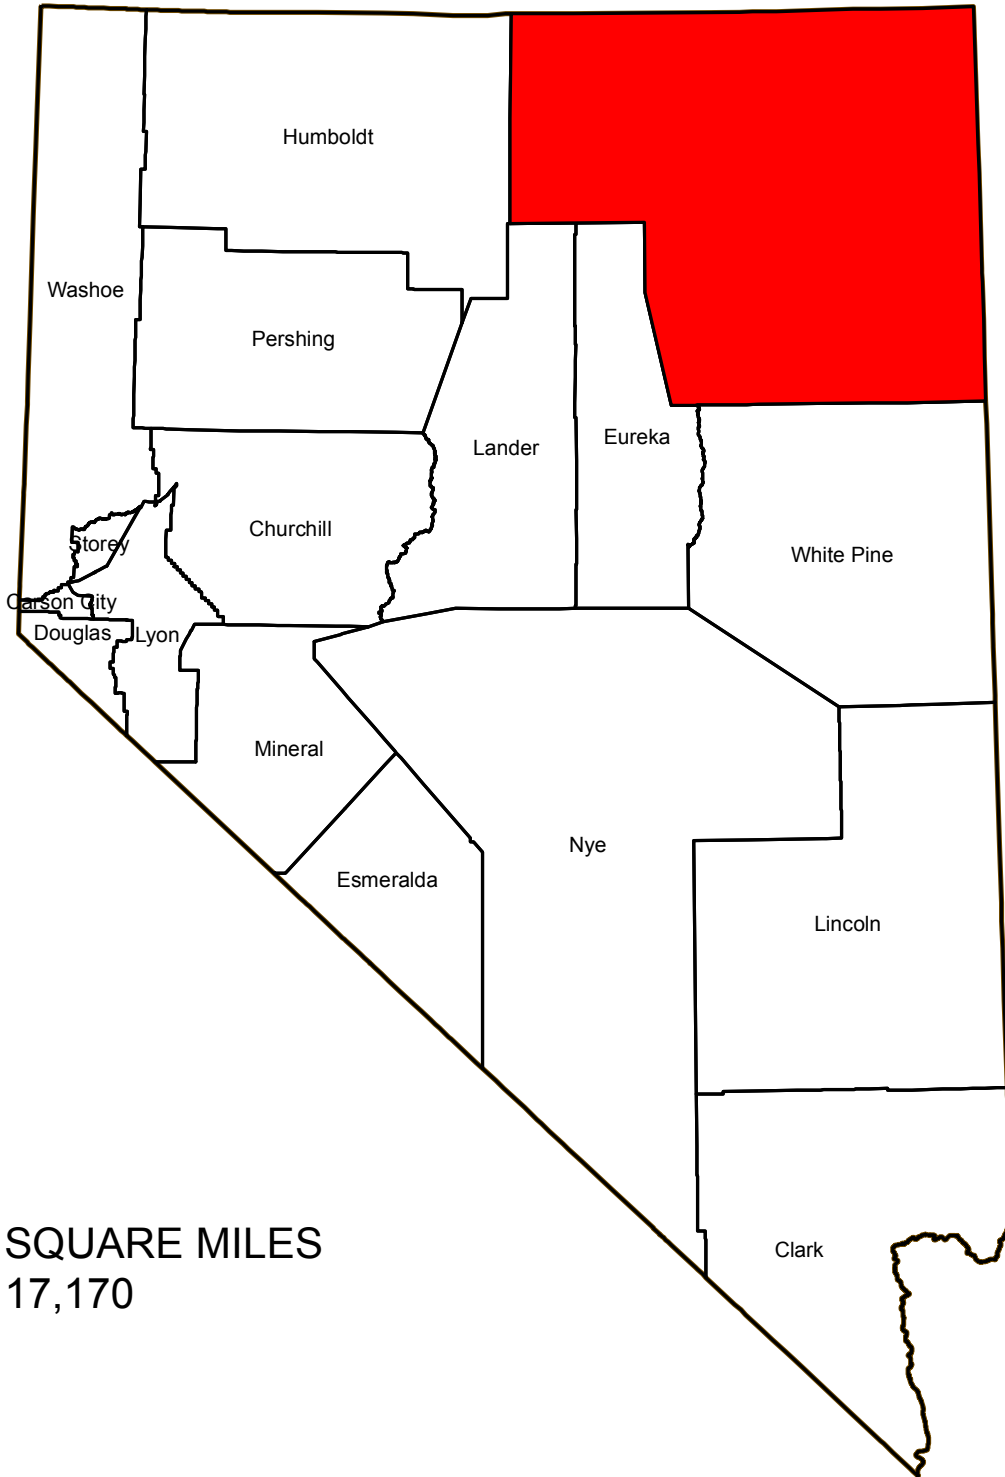 Humboldt
Washoe
Pershing
Eureka
Lander
Churchill
Storey
White Pine
Carson City
Douglas
Lyon
Mineral
Nye
Esmeralda
Lincoln
SQUARE MILES
17,170
Clark